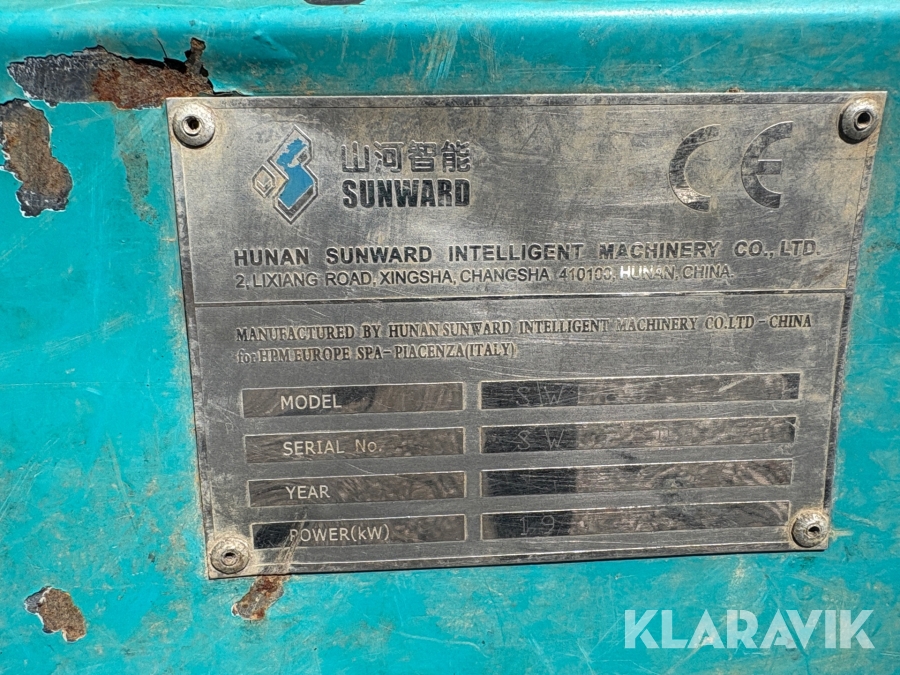 山河智能
SUNWARD
CE
HUNAN SUNWARD INTELLIGENT MACHINERY CO., LTD.
2, LIXIANG ROAD, XINGSHA, CHANGSHA 410100, HUNAN, CHINA.
MANUFACTURED BY HUNAN SUNWARD INTELLIGENT MACHINERY CO.LTD - CHINA
for HPM EUROPE SPA- PIACENZA(ITALY)
MODEL SW
SERIAL No. SW
YEAR
POWER(kW) 19
KLARAVIK